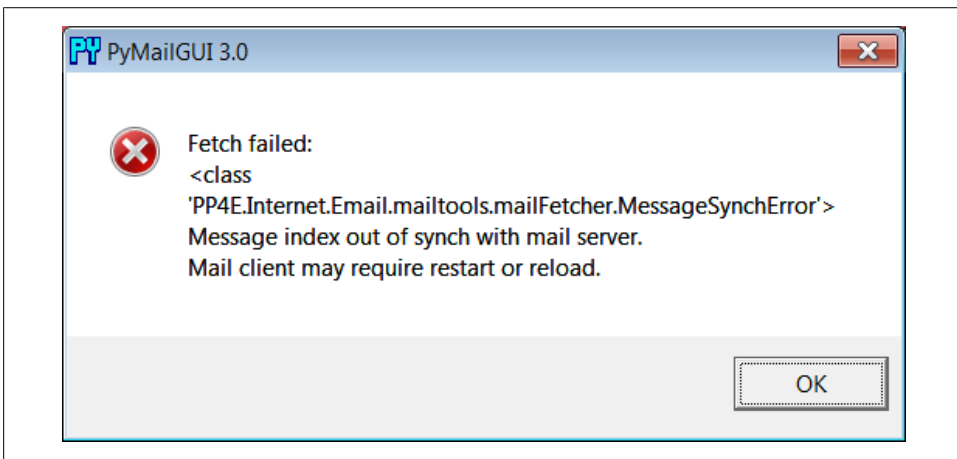 PY PyMailGUI 3.0
Fetch failed:
<class
'PP4E.Internet.Email.mailtools.mailFetcher.MessageSynchError'>
Message index out of synch with mail server.
Mail client may require restart or reload.
OK